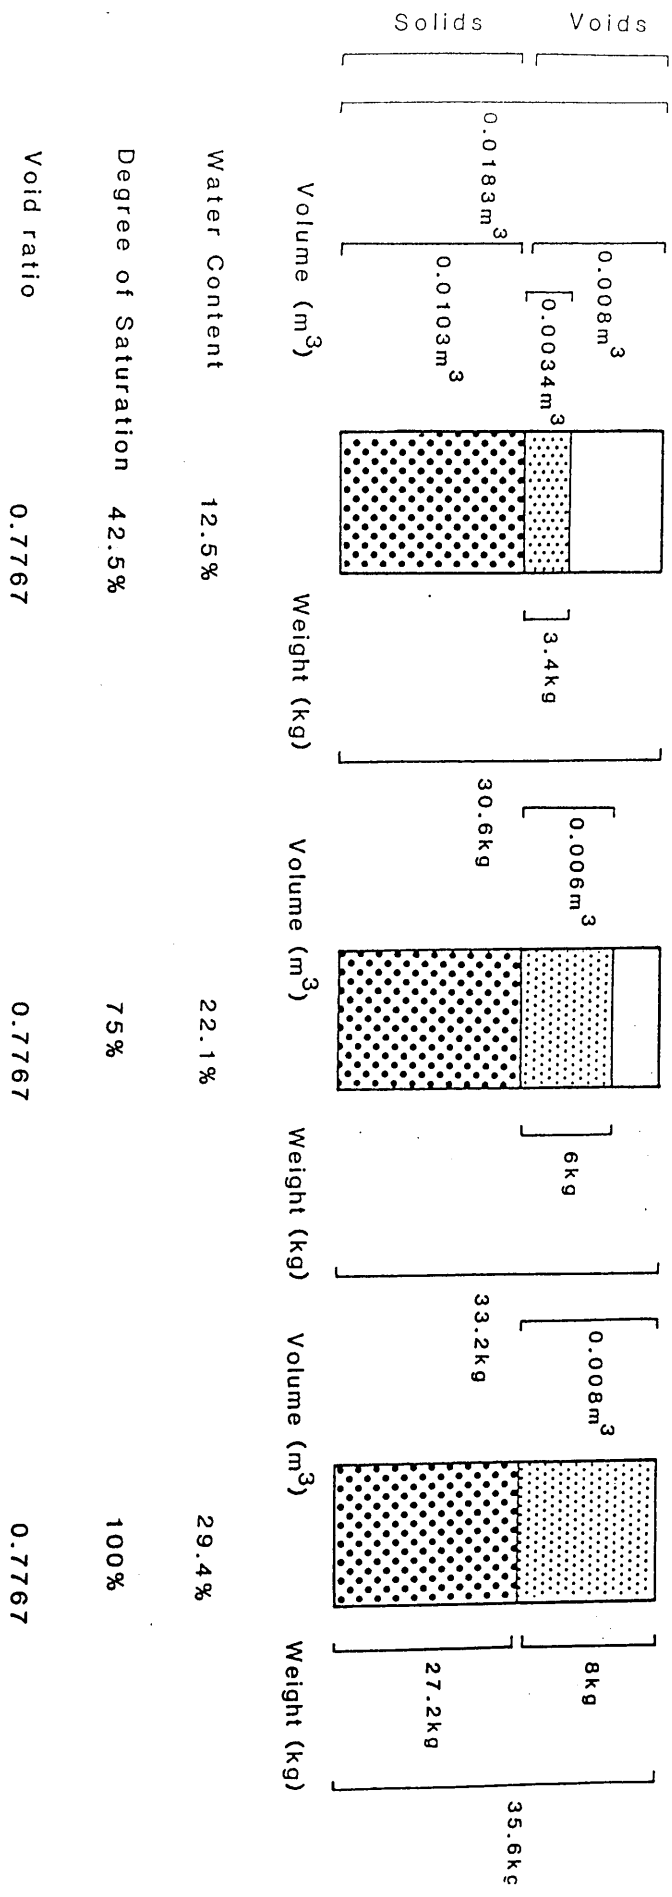 Solids Voids
0.0183m³
0.0103m³
0.0034m³
0.008m³
Volume (m³)
3.4kg
30.6kg
Weight (kg)
0.006m³
Volume (m³)
6kg
33.2kg
Weight (kg)
0.008m³
Volume (m³)
27.2kg
8kg
35.6kg
Weight (kg)
Water Content 12.5% 22.1% 29.4%
Degree of Saturation 42.5% 75% 100%
Void ratio 0.7767 0.7767 0.7767